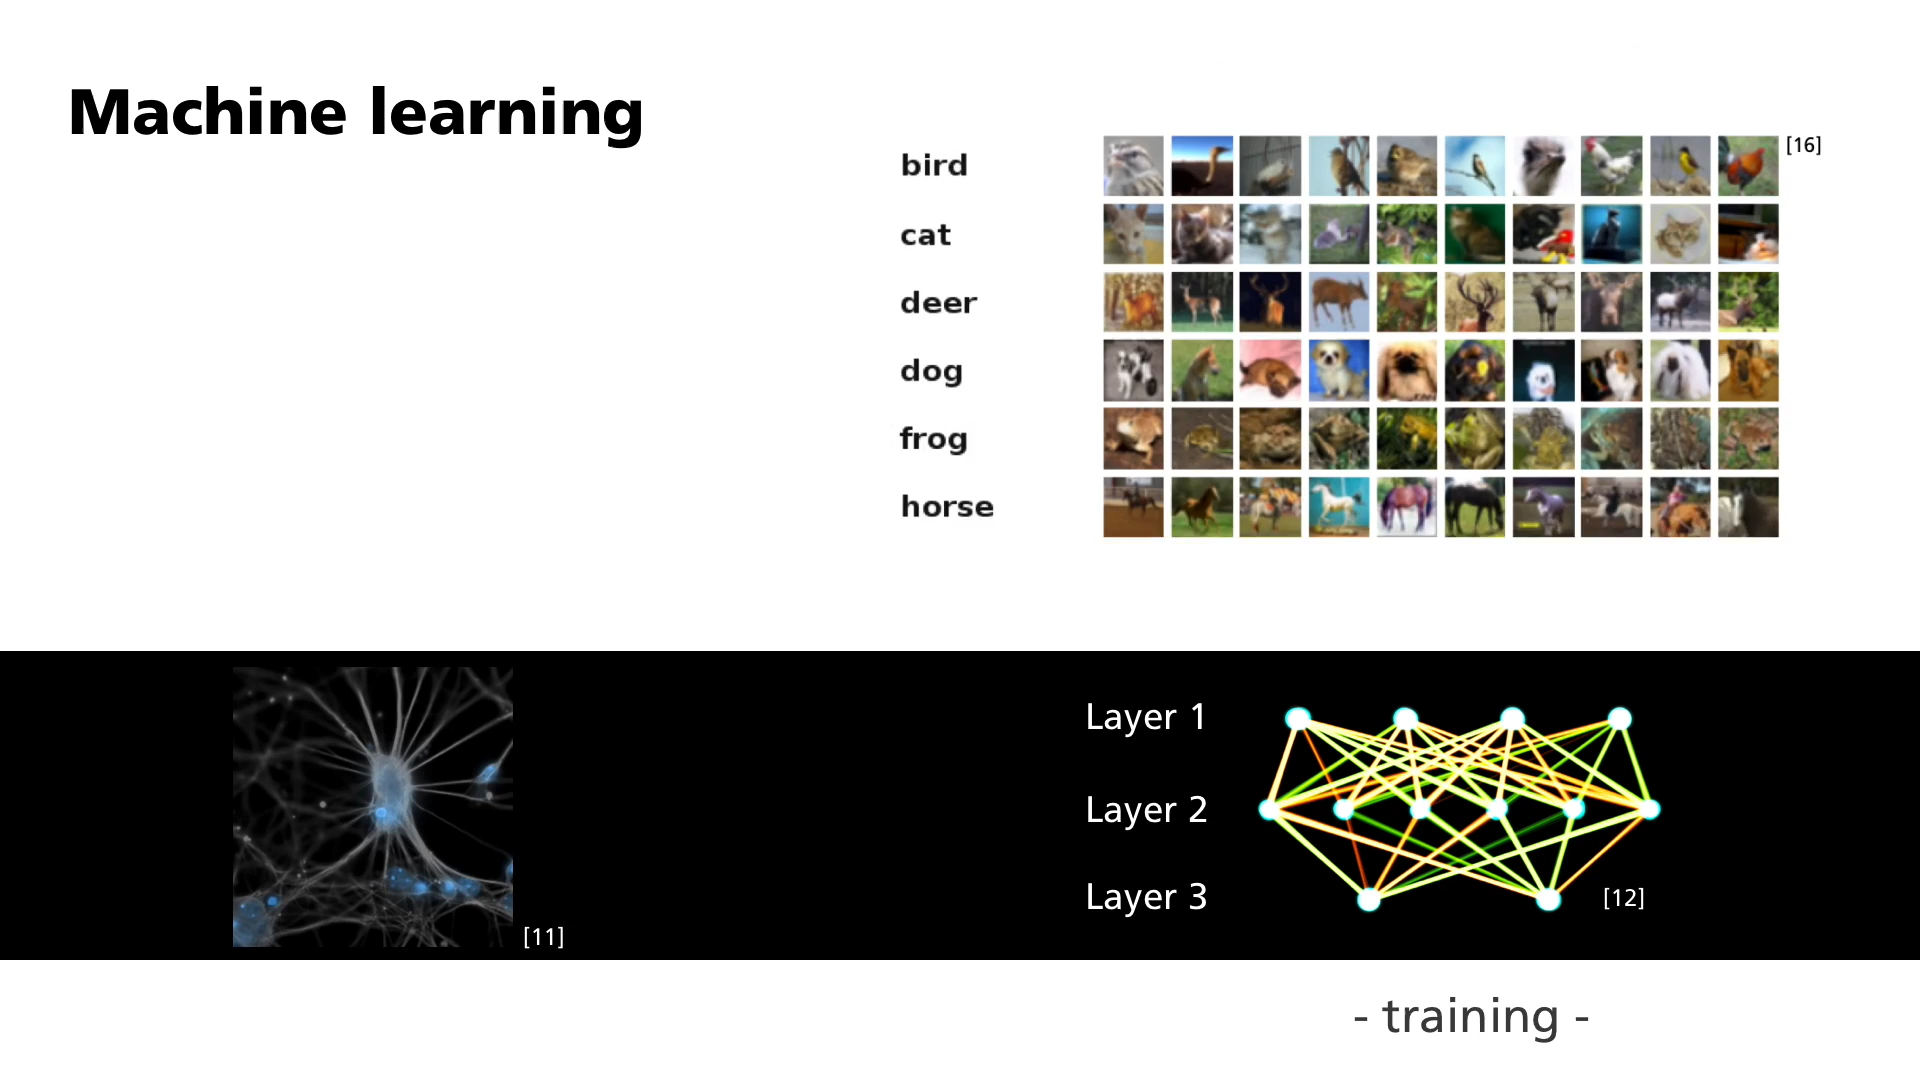 Machine learning
[16]
bird
cat
deer
dog
frog
horse
Layer 1
Layer 2
Layer 3
[12]
[11]
- training -